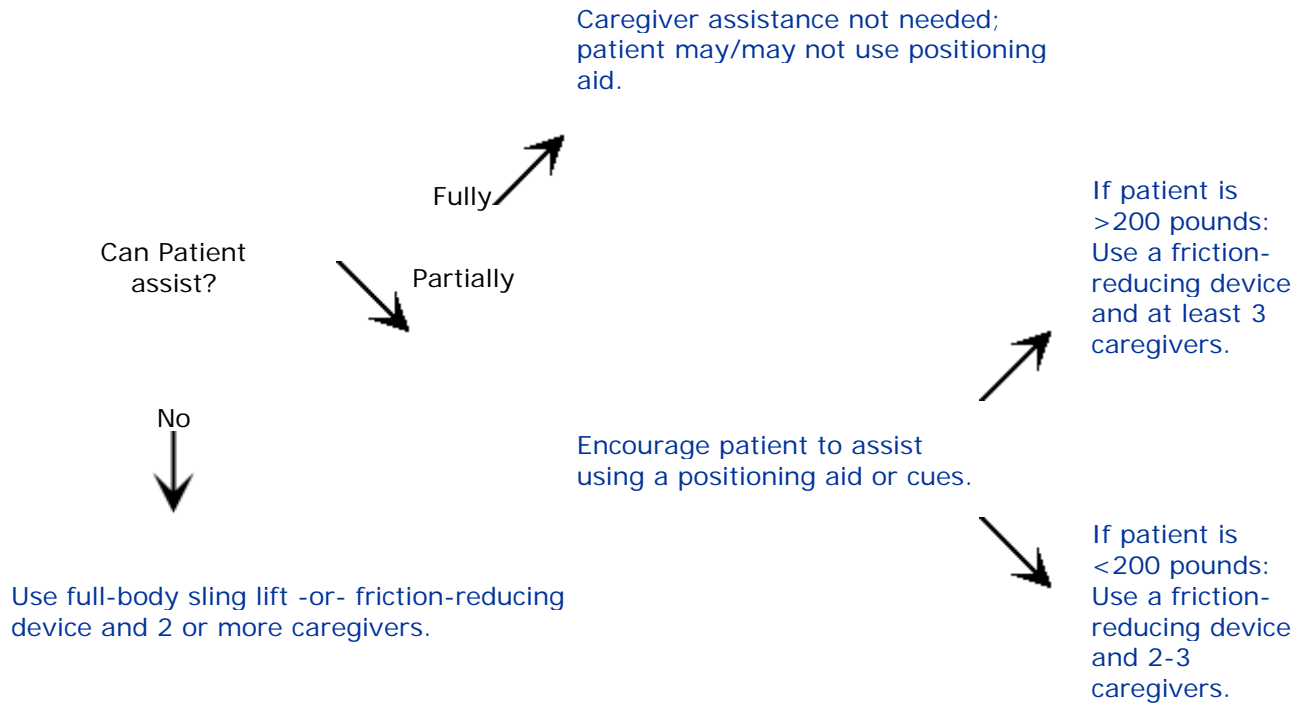 Caregiver assistance not needed;
patient may/may not use positioning
aid.
Fully
If patient is
>200 pounds:
Use a friction-
reducing device
and at least 3
caregivers.
Can Patient
assist?
Partially
No
Encourage patient to assist
using a positioning aid or cues.
If patient is
<200 pounds:
Use a friction-
reducing device
and 2-3
caregivers.
Use full-body sling lift -or- friction-reducing
device and 2 or more caregivers.